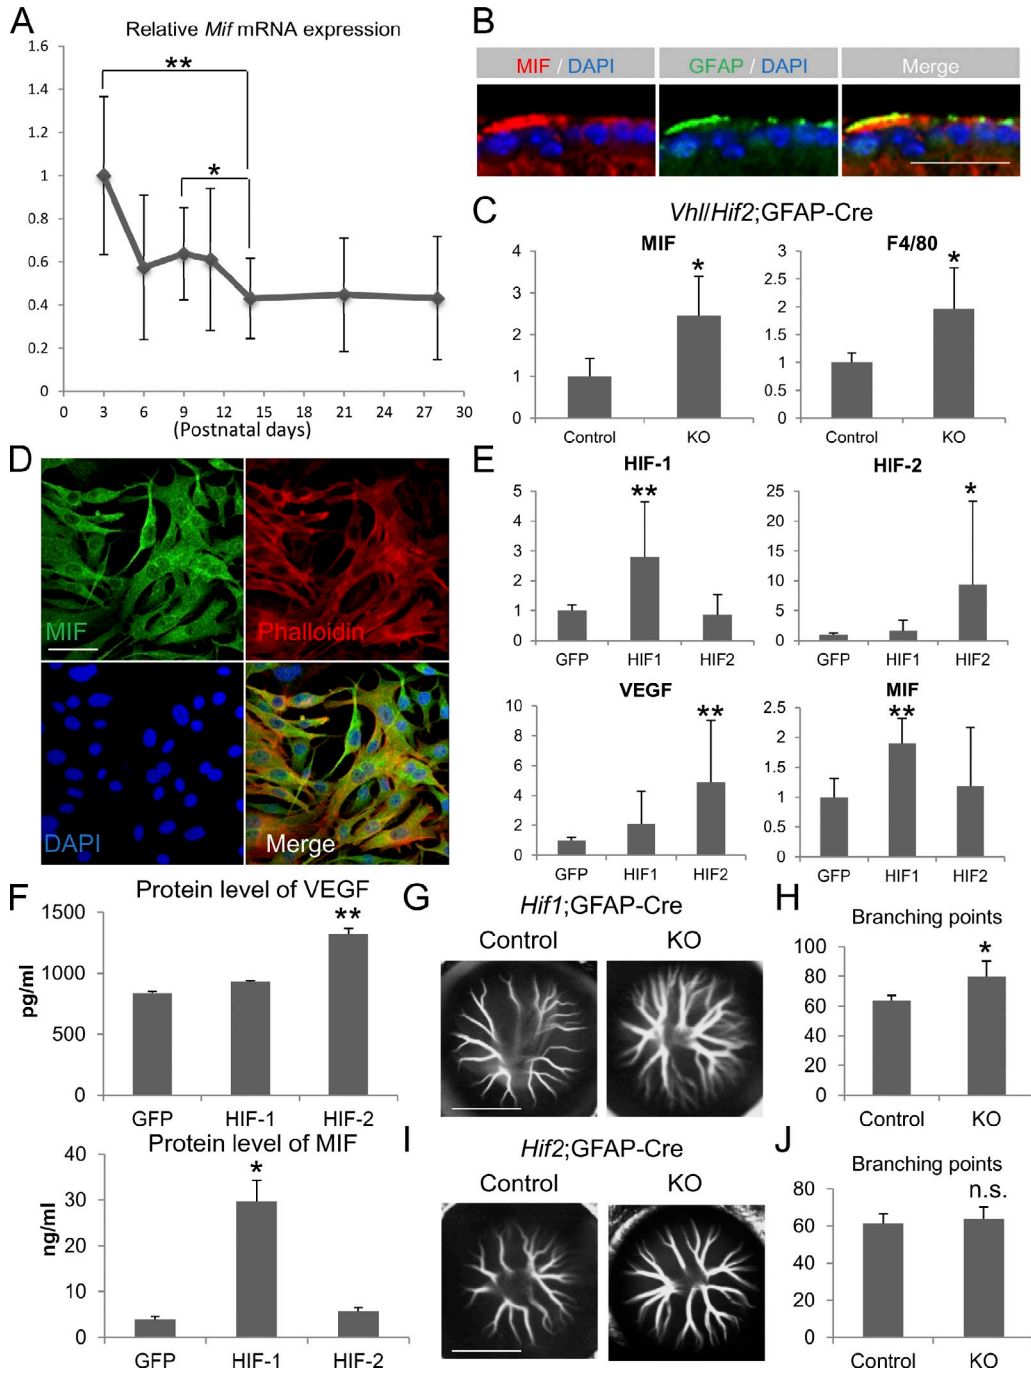 A
Relative Mif mRNA expression
1.6
1.4
1.2
1
0.8
0.6
0.4
0.2
0
**
*
0 3 6 9 12 15 18 21 24 27 30
(Postnatal days)
B
MIF / DAPI
GFAP / DAPI
Merge
C
Vhl/Hif2;GFAP-Cre
MIF
4
3
2
1
0
*
Control KO
F4/80
3
2.5
2
1.5
1
0.5
0
*
Control KO
D
MIF
Phalloidin
DAPI
Merge
E
HIF-1
5
4
3
2
1
0
**
GFP HIF1 HIF2
HIF-2
25
20
15
10
5
0
*
GFP HIF1 HIF2
VEGF
10
8
6
4
2
0
**
GFP HIF1 HIF2
MIF
2.5
2
1.5
1
0.5
0
**
GFP HIF1 HIF2
F
Protein level of VEGF
pg/ml
1500
1000
500
0
**
GFP HIF-1 HIF-2
Protein level of MIF
ng/ml
40
30
20
10
0
*
GFP HIF-1 HIF-2
G
Hif1;GFAP-Cre
Control KO
H
Branching points
100
80
60
40
20
0
*
Control KO
I
Hif2;GFAP-Cre
Control KO
J
Branching points
80
60
40
20
0
n.s.
Control KO